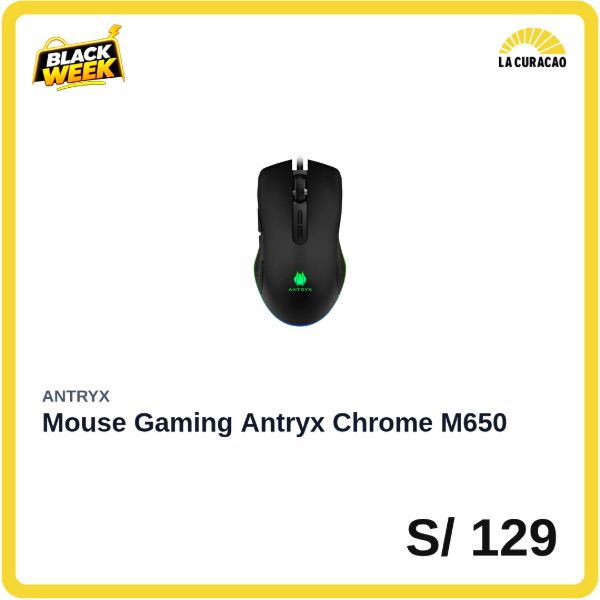 BLACK
WEEK
LA CURACAO
ANTRYX
ANTRYX
Mouse Gaming Antryx Chrome M650
S/ 129